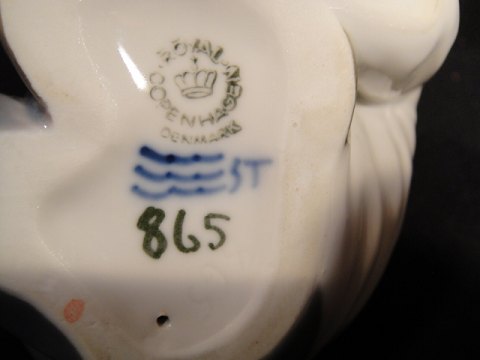 ROYAL COPENHAGEN
DENMARK
ST
865